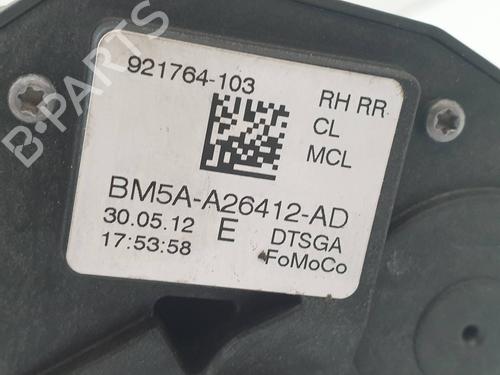 B-PARTS
921764-103
RH RR
CL
MCL
BM5A-A26412-AD
30.05.12 E DTSGA
17:53:58 FoMoCo